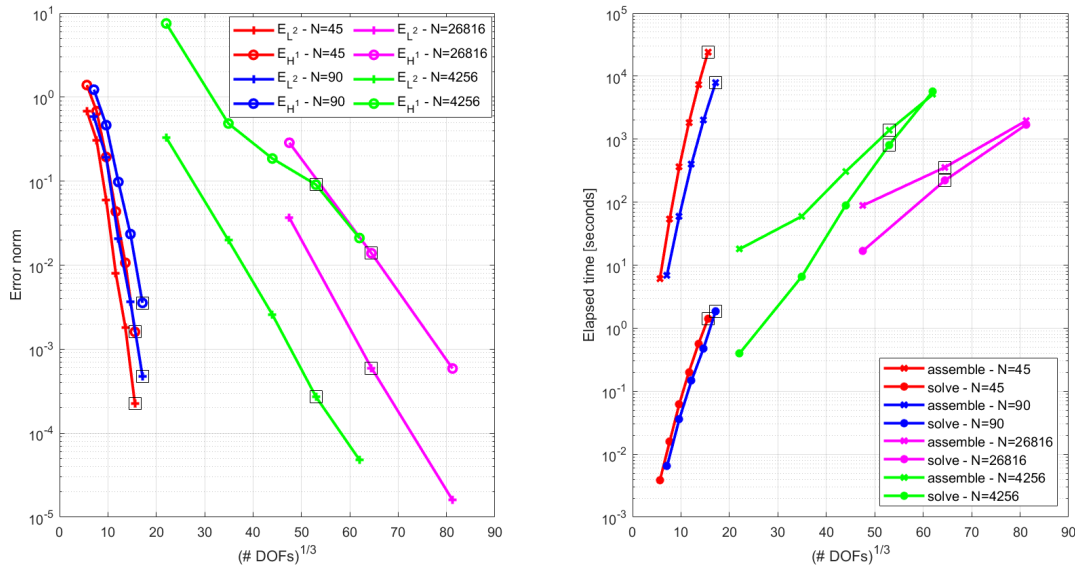 10^1
10^0
10^-1
10^-2
10^-3
10^-4
10^-5
Error norm
0 10 20 30 40 50 60 70 80 90
(# DOFs)^1/3
E_L^2 - N=45
E_H^1 - N=45
E_L^2 - N=90
E_H^1 - N=90
E_L^2 - N=26816
E_H^1 - N=26816
E_L^2 - N=4256
E_H^1 - N=4256
10^5
10^4
10^3
10^2
10^1
10^0
10^-1
10^-2
10^-3
Elapsed time [seconds]
0 10 20 30 40 50 60 70 80 90
(# DOFs)^1/3
assemble - N=45
solve - N=45
assemble - N=90
solve - N=90
assemble - N=26816
solve - N=26816
assemble - N=4256
solve - N=4256